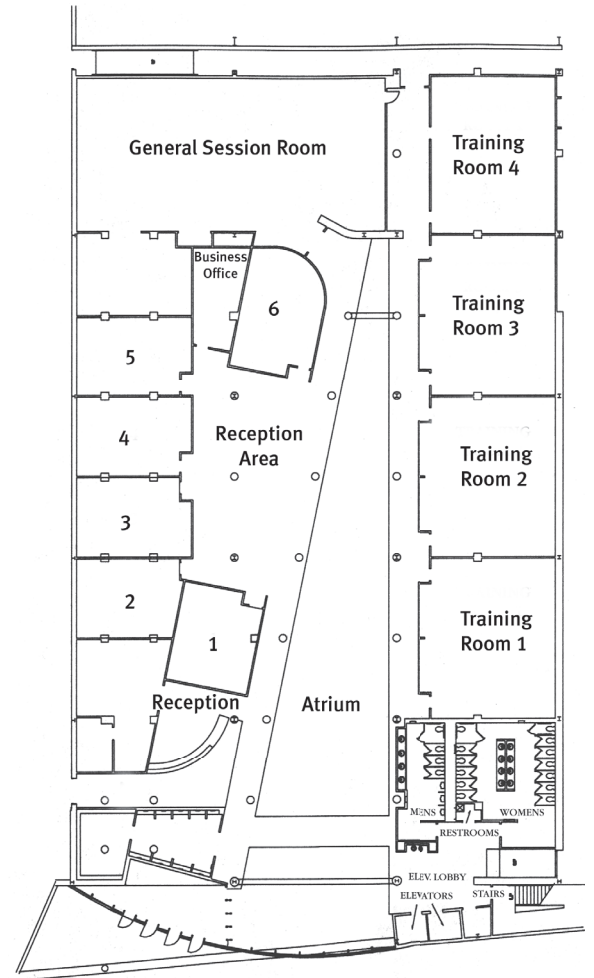 General Session Room
Training
Room 4
Business
Office
6
Training
Room 3
5
4
Reception
Area
Training
Room 2
3
2
1
Training
Room 1
Reception
Atrium
MENS
WOMENS
RESTROOMS
ELEV. LOBBY
ELEVATORS
STAIRS